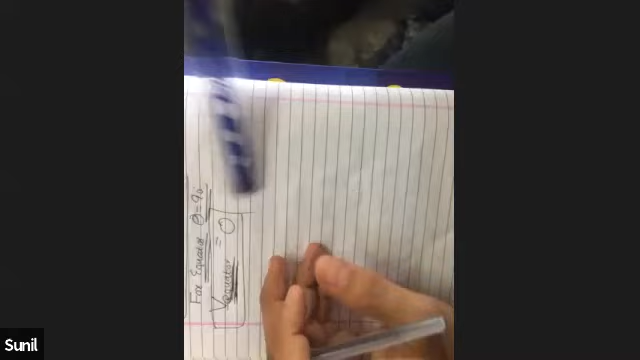 For Equator θ=90
Vequator = 0
Sunil